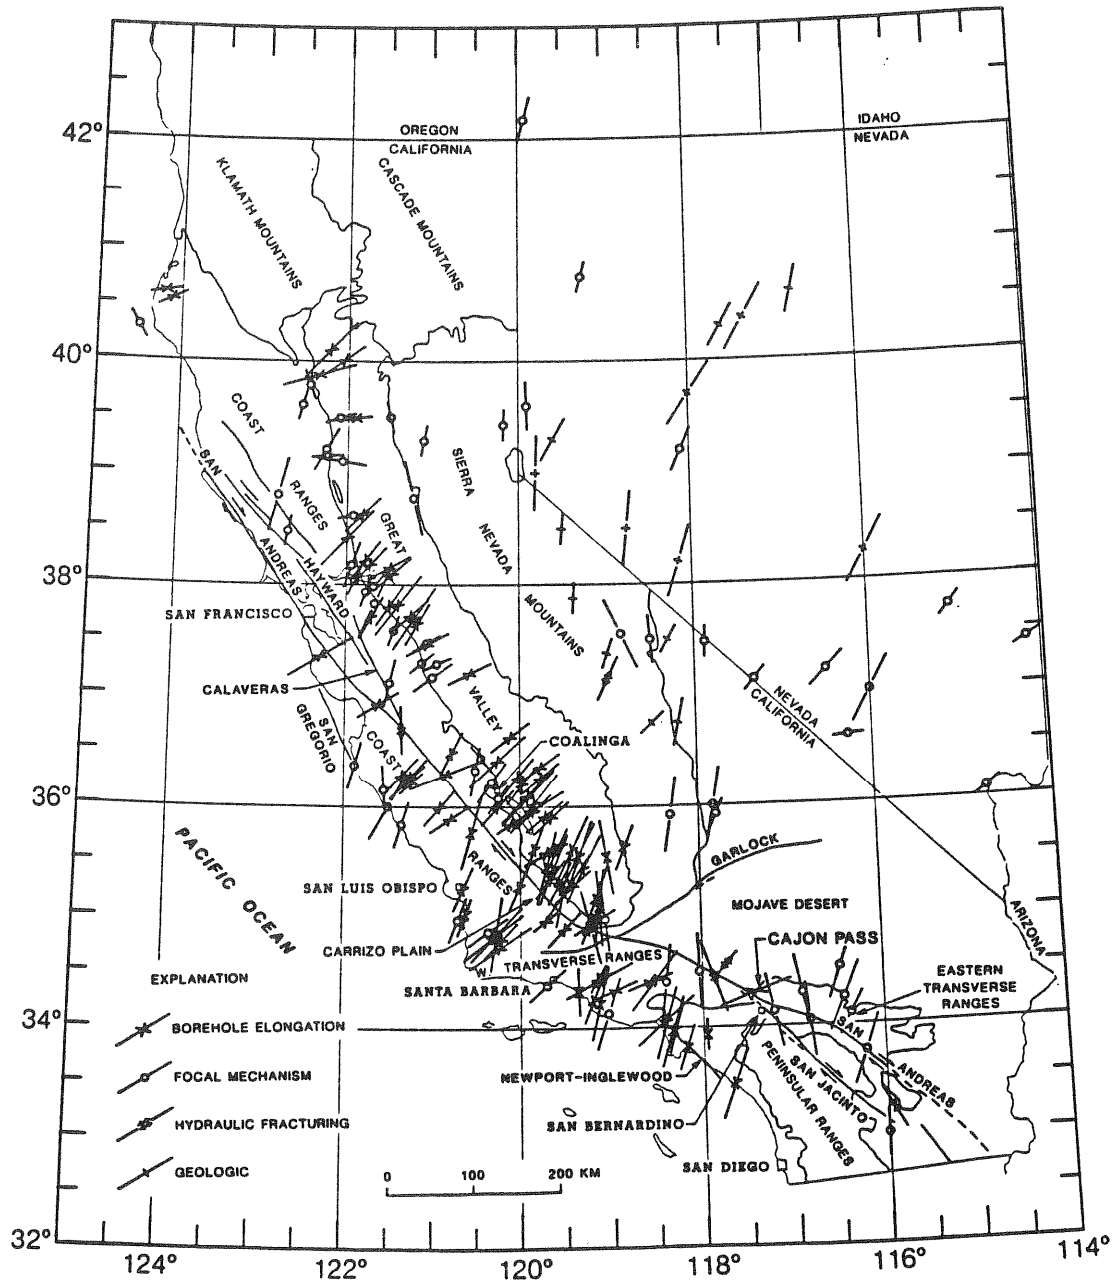 42°
OREGON
CALIFORNIA
IDAHO
NEVADA
KLAMATH MOUNTAINS
CASCADE MOUNTAINS
40°
COAST
RANGES
SAN
ANDREAS
HAYWARD
GREAT
VALLEY
SIERRA
NEVADA
MOUNTAINS
38°
SAN FRANCISCO
CALAVERAS
SAN
GREGORIO
COAST
RANGES
NEVADA
CALIFORNIA
COALINGA
36°
PACIFIC OCEAN
GARLOCK
SAN LUIS OBISPO
MOJAVE DESERT
ARIZONA
CARRIZO PLAIN
CAJON PASS
TRANSVERSE RANGES
SANTA BARBARA
EASTERN
TRANSVERSE
RANGES
34°
SAN
ANDREAS
NEWPORT-INGLEWOOD
SAN JACINTO
PENINSULAR RANGES
SAN BERNARDINO
SAN DIEGO
EXPLANATION
BOREHOLE ELONGATION
FOCAL MECHANISM
HYDRAULIC FRACTURING
GEOLOGIC
0 100 200 KM
32°
124° 122° 120° 118° 116° 114°